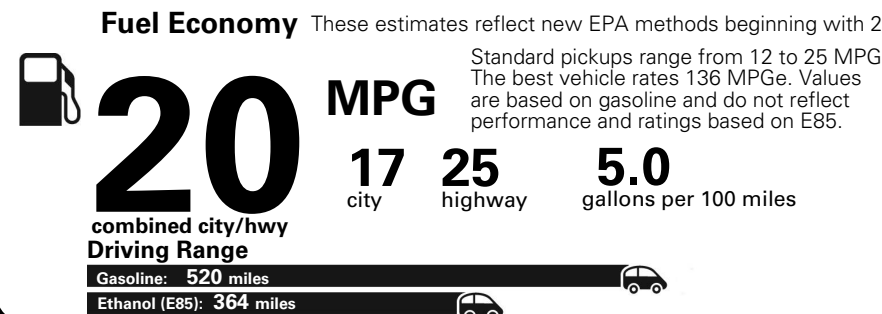 Fuel Economy These estimates reflect new EPA methods beginning with 2
Standard pickups range from 12 to 25 MPG
The best vehicle rates 136 MPGe. Values
are based on gasoline and do not reflect
performance and ratings based on E85.
20 MPG
17 city 25 highway 5.0 gallons per 100 miles
combined city/hwy
Driving Range
Gasoline: 520 miles
Ethanol (E85): 364 miles